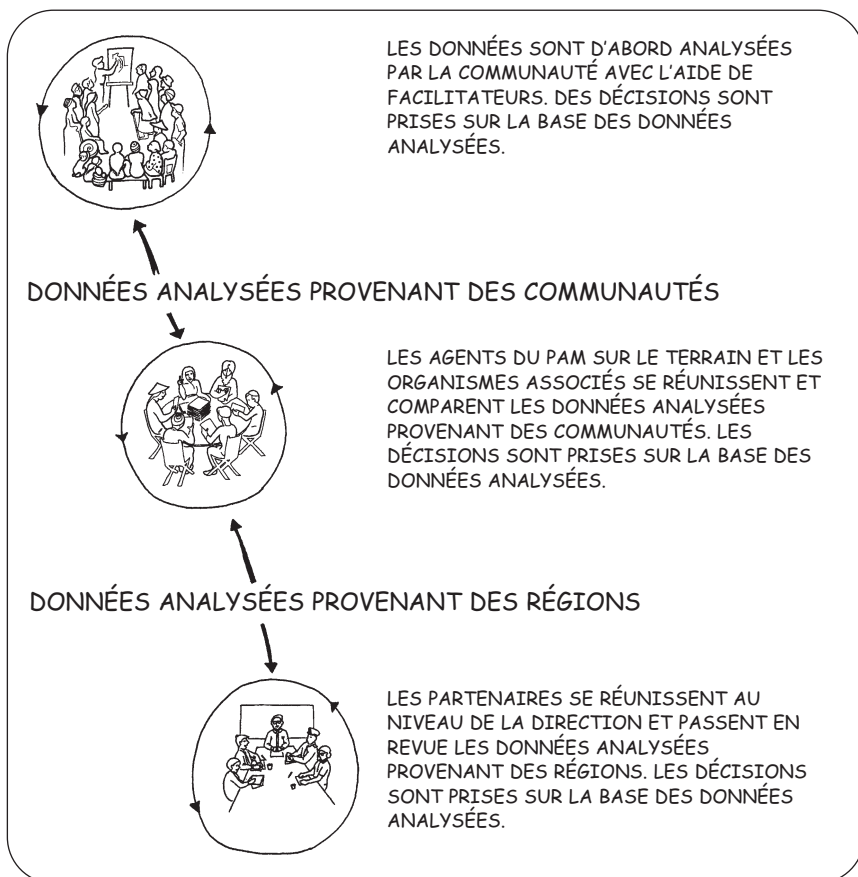 LES DONNÉES SONT D'ABORD ANALYSÉES
PAR LA COMMUNAUTÉ AVEC L'AIDE DE
FACILITATEURS. DES DÉCISIONS SONT
PRISES SUR LA BASE DES DONNÉES
ANALYSÉES.
DONNÉES ANALYSÉES PROVENANT DES COMMUNAUTÉS
LES AGENTS DU PAM SUR LE TERRAIN ET LES
ORGANISMES ASSOCIÉS SE RÉUNISSENT ET
COMPARENT LES DONNÉES ANALYSÉES
PROVENANT DES COMMUNAUTÉS. LES
DÉCISIONS SONT PRISES SUR LA BASE DES
DONNÉES ANALYSÉES.
DONNÉES ANALYSÉES PROVENANT DES RÉGIONS
LES PARTENAIRES SE RÉUNISSENT AU
NIVEAU DE LA DIRECTION ET PASSENT EN
REVUE LES DONNÉES ANALYSÉES
PROVENANT DES RÉGIONS. LES DÉCISIONS
SONT PRISES SUR LA BASE DES DONNÉES
ANALYSÉES.